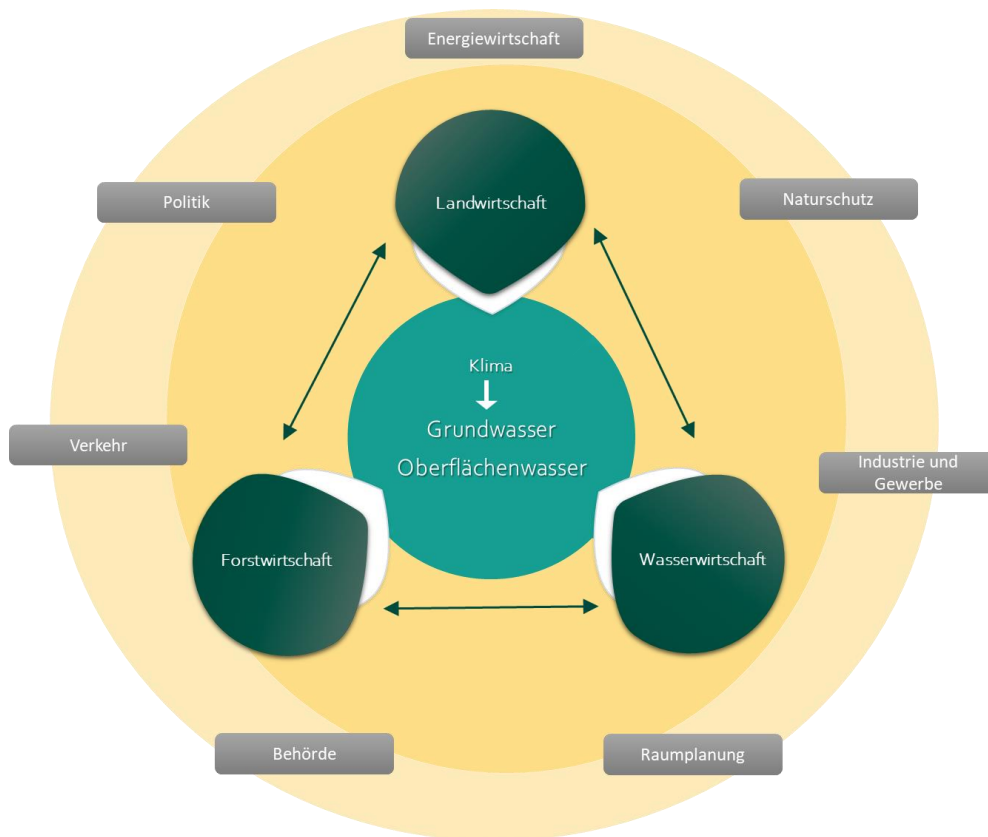 Energiewirtschaft
Politik
Naturschutz
Landwirtschaft
Klima
Grundwasser
Oberflächenwasser
Verkehr
Industrie und
Gewerbe
Forstwirtschaft
Wasserwirtschaft
Behörde
Raumplanung